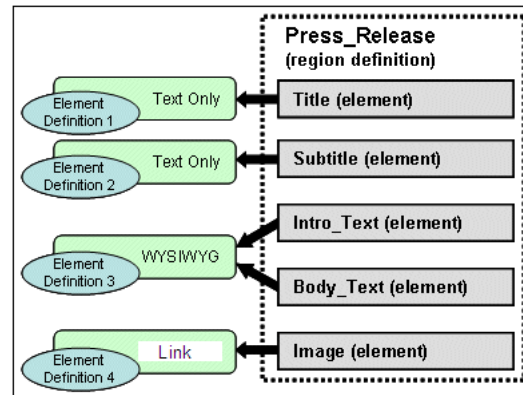 Press_Release
(region definition)
Text Only
Title (element)
Element
Definition 1
Text Only
Subtitle (element)
Element
Definition 2
Intro_Text (element)
WYSIWYG
Element
Definition 3
Body_Text (element)
Link
Image (element)
Element
Definition 4